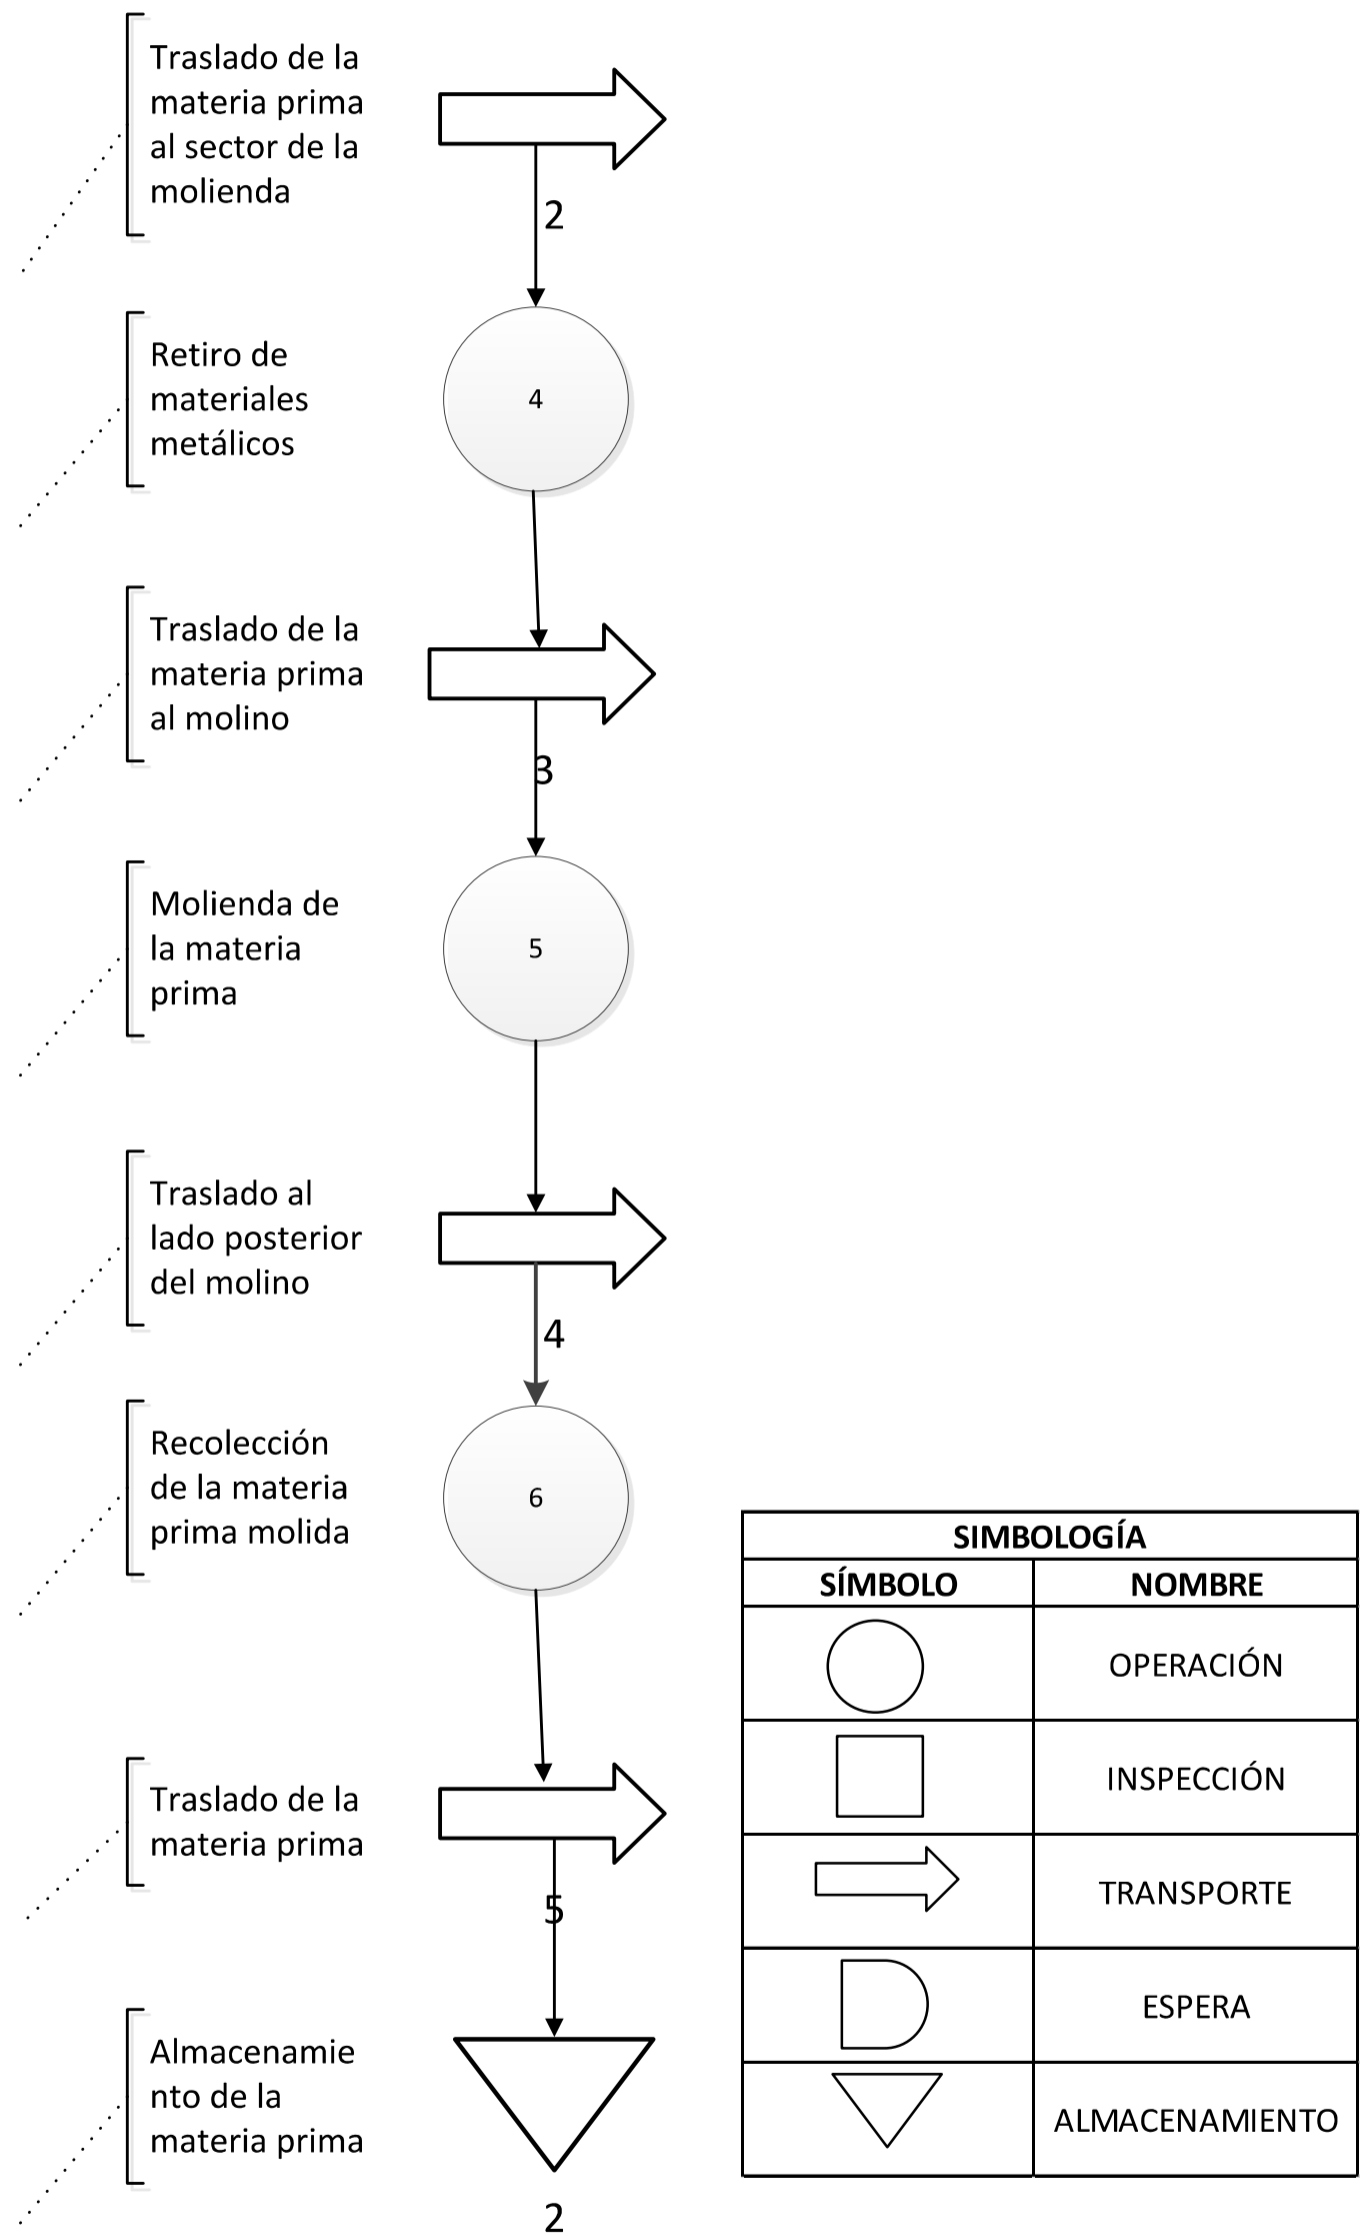 Traslado de la
materia prima
al sector de la
molienda
2
Retiro de
materiales
metálicos
4
Traslado de la
materia prima
al molino
3
Molienda de
la materia
prima
5
Traslado al
lado posterior
del molino
4
Recolección
de la materia
prima molida
6
Traslado de la
materia prima
5
Almacenamie
nto de la
materia prima
2
SIMBOLOGÍA
SÍMBOLO NOMBRE
OPERACIÓN
INSPECCIÓN
TRANSPORTE
ESPERA
ALMACENAMIENTO